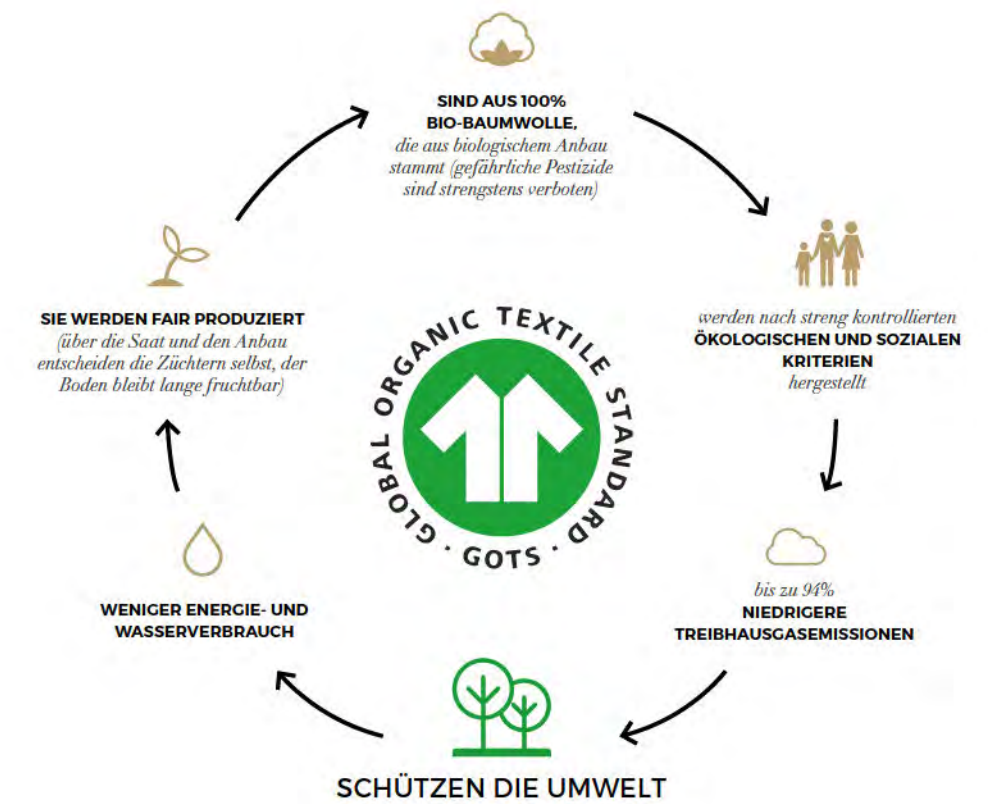 SIND AUS 100%
BIO-BAUMWOLLE,
die aus biologischem Anbau
stammt (gefährliche Pestizide
sind strengstens verboten)
werden nach streng kontrollierten
ÖKOLOGISCHEN UND SOZIALEN
KRITERIEN
hergestellt
bis zu 94%
NIEDRIGERE
TREIBHAUSGASEMISSIONEN
SCHÜTZEN DIE UMWELT
WENIGER ENERGIE- UND
WASSERVERBRAUCH
SIE WERDEN FAIR PRODUZIERT
(über die Saat und den Anbau
entscheiden die Züchtern selbst, der
Boden bleibt lange fruchtbar)
GLOBAL ORGANIC TEXTILE STANDARD
· GOTS ·